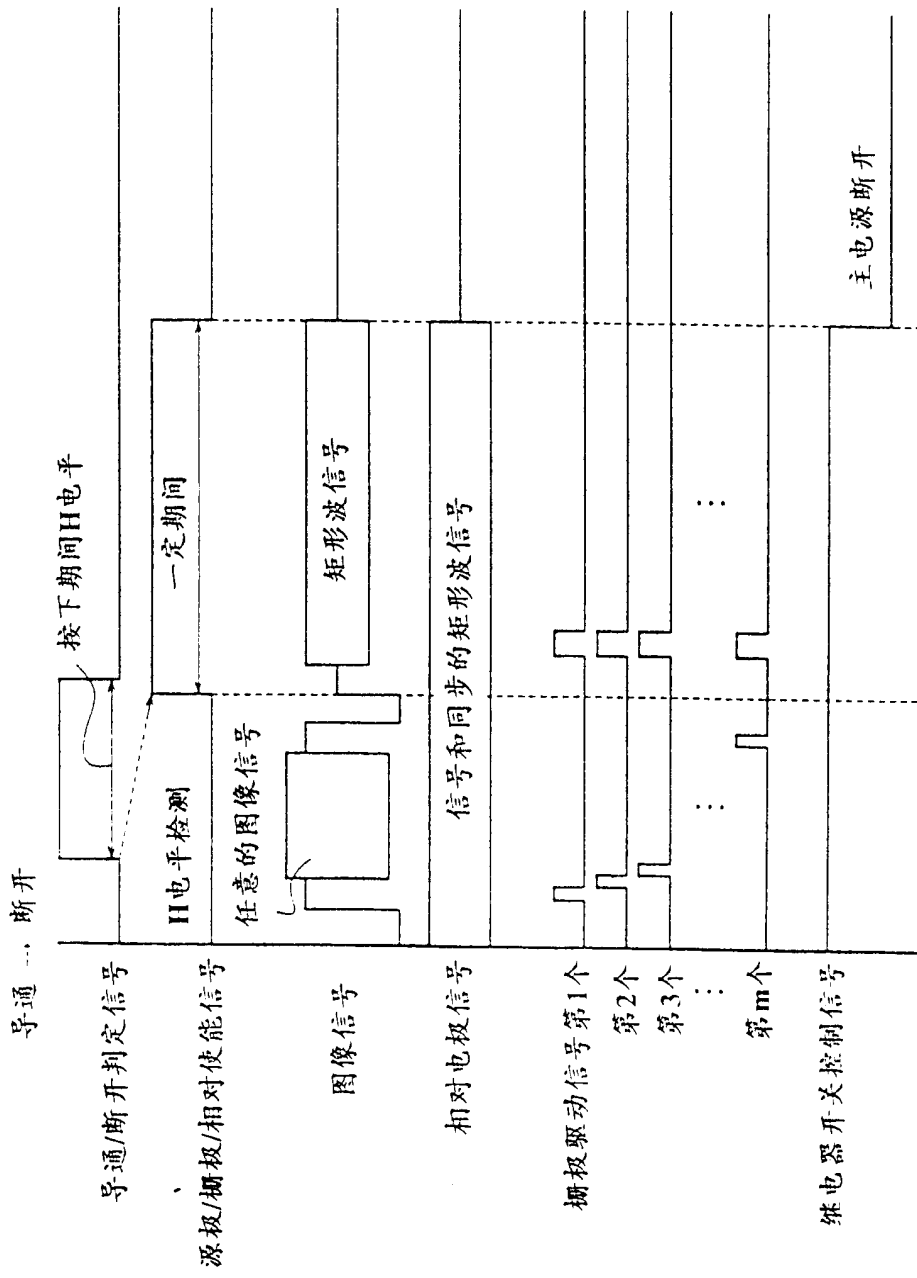 导通 … 断开
导通/断开判定信号
按下期间H电平
源极/栅极/相对使能信号
H电平检测
一定期间
图像信号
任意的图像信号
矩形波信号
相对电极信号
信号和同步的矩形波信号
栅极驱动信号 第1个
第2个
第3个
⋮ ⋮ ⋮
第m个
继电器开关控制信号
主电源断开